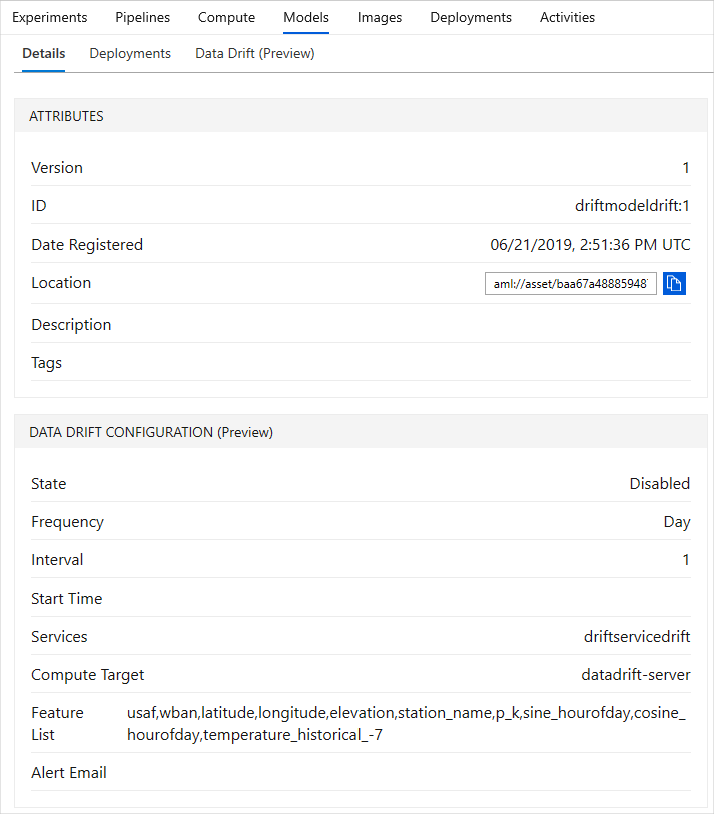 Experiments Pipelines Compute Models Images Deployments Activities
Details Deployments Data Drift (Preview)
ATTRIBUTES
Version 1
ID driftmodeldrift:1
Date Registered 06/21/2019, 2:51:36 PM UTC
Location aml://asset/baa67a48885948
Description
Tags
DATA DRIFT CONFIGURATION (Preview)
State Disabled
Frequency Day
Interval 1
Start Time
Services driftservicedrift
Compute Target datadrift-server
Feature usaf,wban,latitude,longitude,elevation,station_name,p_k,sine_hourofday,cosine_
List hourofday,temperature_historical_-7
Alert Email